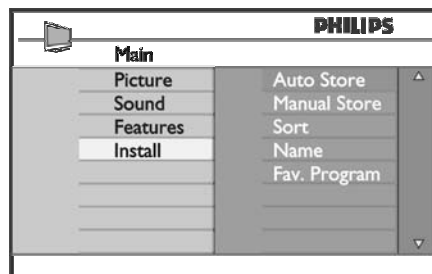 PHILIPS
Main
Picture
Sound
Features
Install
Auto Store
Manual Store
Sort
Name
Fav. Program